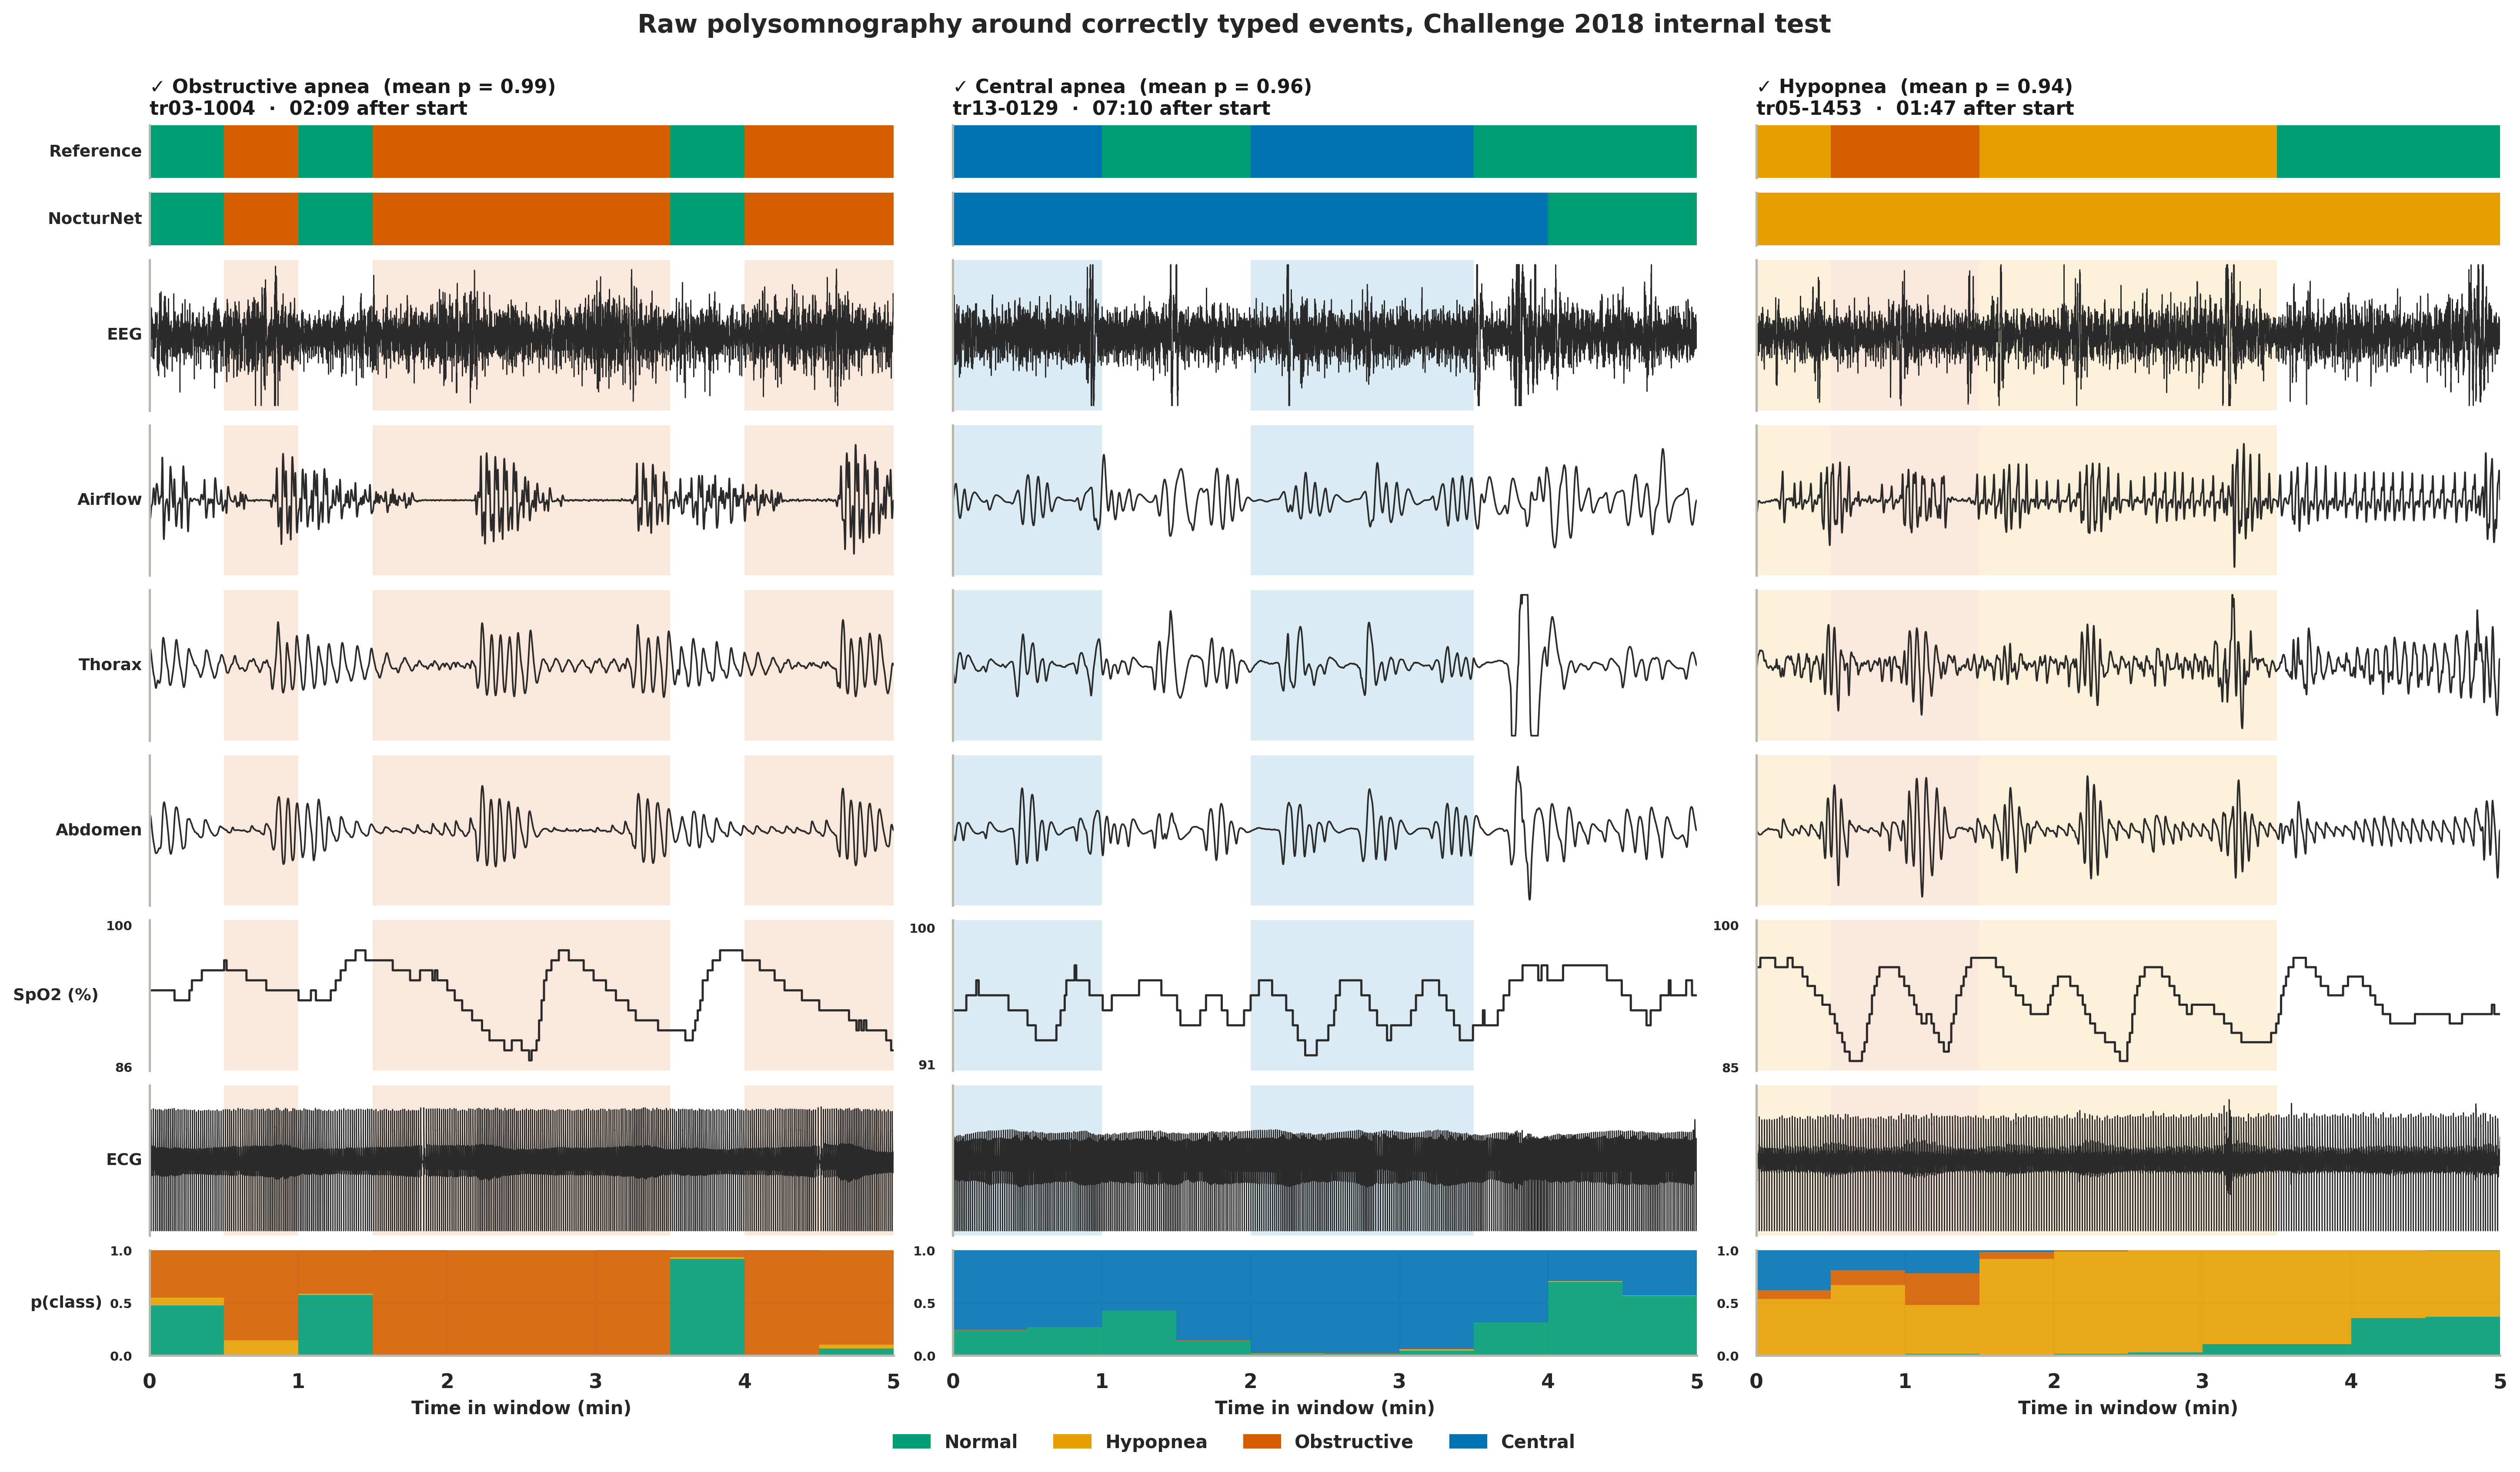 Raw polysomnography around correctly typed events, Challenge 2018 internal test
✓ Obstructive apnea (mean p = 0.99)
tr03-1004 · 02:09 after start
✓ Central apnea (mean p = 0.96)
tr13-0129 · 07:10 after start
✓ Hypopnea (mean p = 0.94)
tr05-1453 · 01:47 after start
Reference
NocturNet
EEG
Airflow
Thorax
Abdomen
100
SpO2 (%)
86
100
91
100
85
ECG
1.0
p(class) 0.5
0.0
1.0
0.5
0.0
1.0
0.5
0.0
0 1 2 3 4 5
0 1 2 3 4 5
0 1 2 3 4 5
Time in window (min)
Time in window (min)
Time in window (min)
Normal Hypopnea Obstructive Central